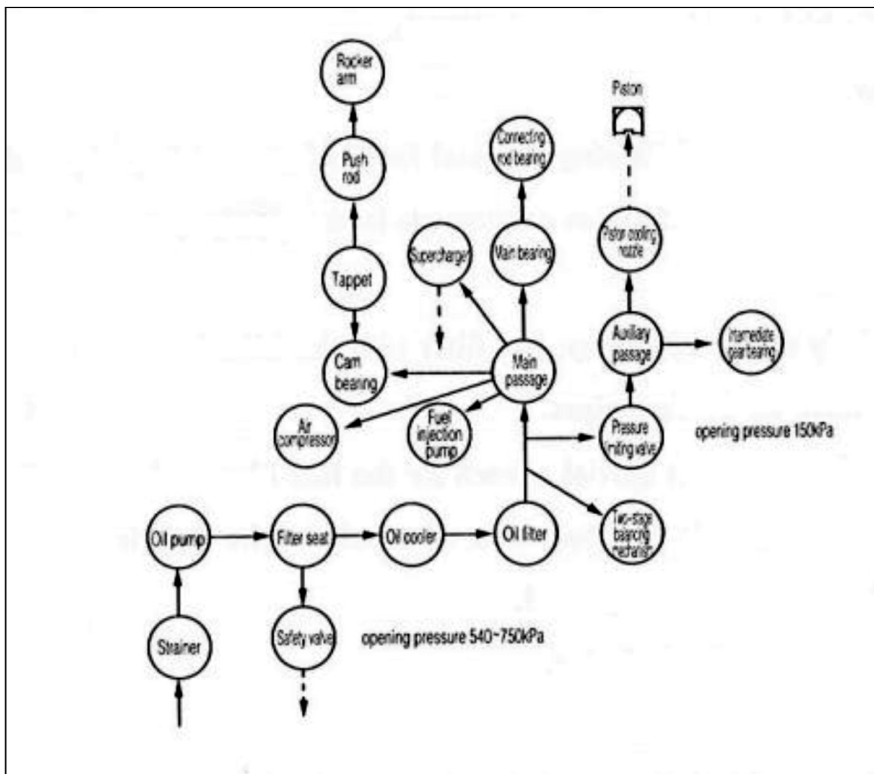 Rocker
arm
Piston
Connecting
rod bearing
Push
rod
Supercharger
Main bearing
Piston cooling
nozzle
Tappet
Cam
bearing
Main
passage
Auxiliary
passage
Intermediate
gear bearing
Air
compressor
Fuel
injection
pump
Pressure
limiting valve
opening pressure 150kPa
Oil pump
Filter seat
Oil cooler
Oil filter
Two-stage
balancing
mechanism
Strainer
Safety valve
opening pressure 540~750kPa